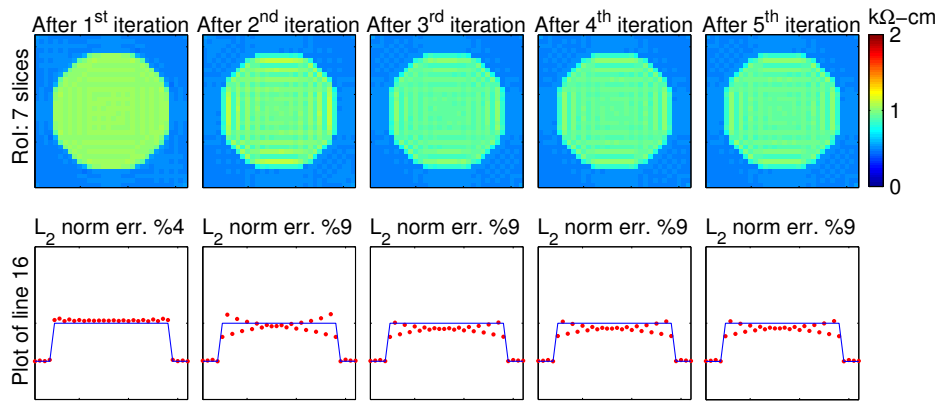 After 1st iteration After 2nd iteration After 3rd iteration After 4th iteration After 5th iteration kΩ−cm
RoI: 7 slices
2
1
0
L2 norm err. %4 L2 norm err. %9 L2 norm err. %9 L2 norm err. %9 L2 norm err. %9
Plot of line 16